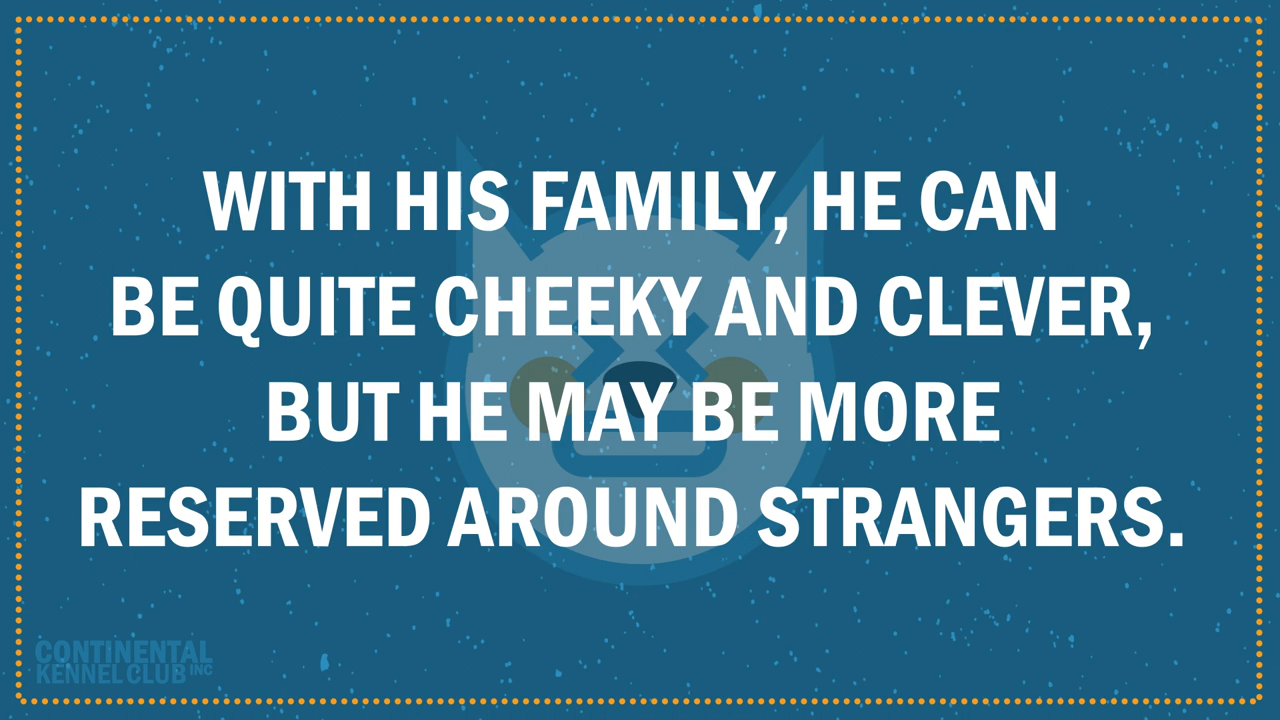 WITH HIS FAMILY, HE CAN
BE QUITE CHEEKY AND CLEVER,
BUT HE MAY BE MORE
RESERVED AROUND STRANGERS.
CONTINENTAL
KENNEL CLUB INC